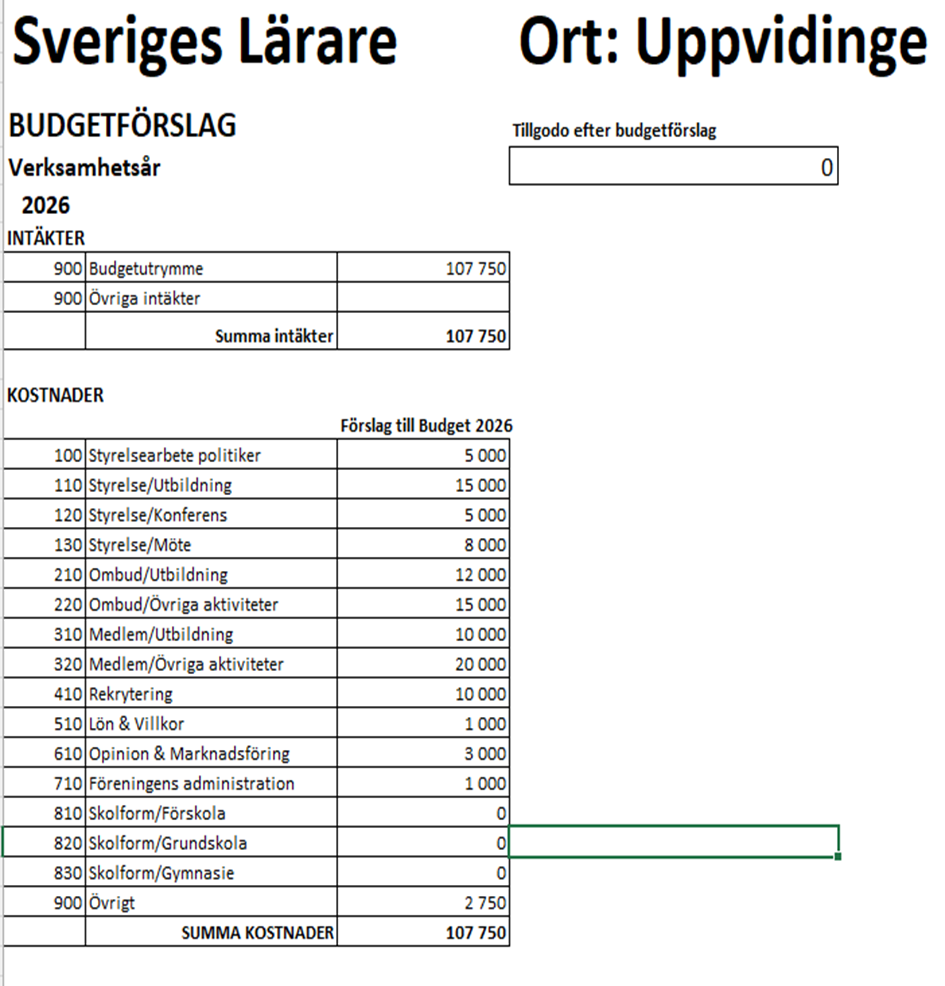 Sveriges Lärare Ort: Uppvidinge
BUDGETFÖRSLAG
Tillgodo efter budgetförslag
Verksamhetsår
0
2026
INTÄKTER
900 Budgetutrymme 107 750
900 Övriga intäkter
Summa intäkter 107 750
KOSTNADER
Förslag till Budget 2026
100 Styrelsearbete politiker 5 000
110 Styrelse/Utbildning 15 000
120 Styrelse/Konferens 5 000
130 Styrelse/Möte 8 000
210 Ombud/Utbildning 12 000
220 Ombud/Övriga aktiviteter 15 000
310 Medlem/Utbildning 10 000
320 Medlem/Övriga aktiviteter 20 000
410 Rekrytering 10 000
510 Lön & Villkor 1 000
610 Opinion & Marknadsföring 3 000
710 Föreningens administration 1 000
810 Skolform/Förskola 0
820 Skolform/Grundskola 0
830 Skolform/Gymnasie 0
900 Övrigt 2 750
SUMMA KOSTNADER 107 750